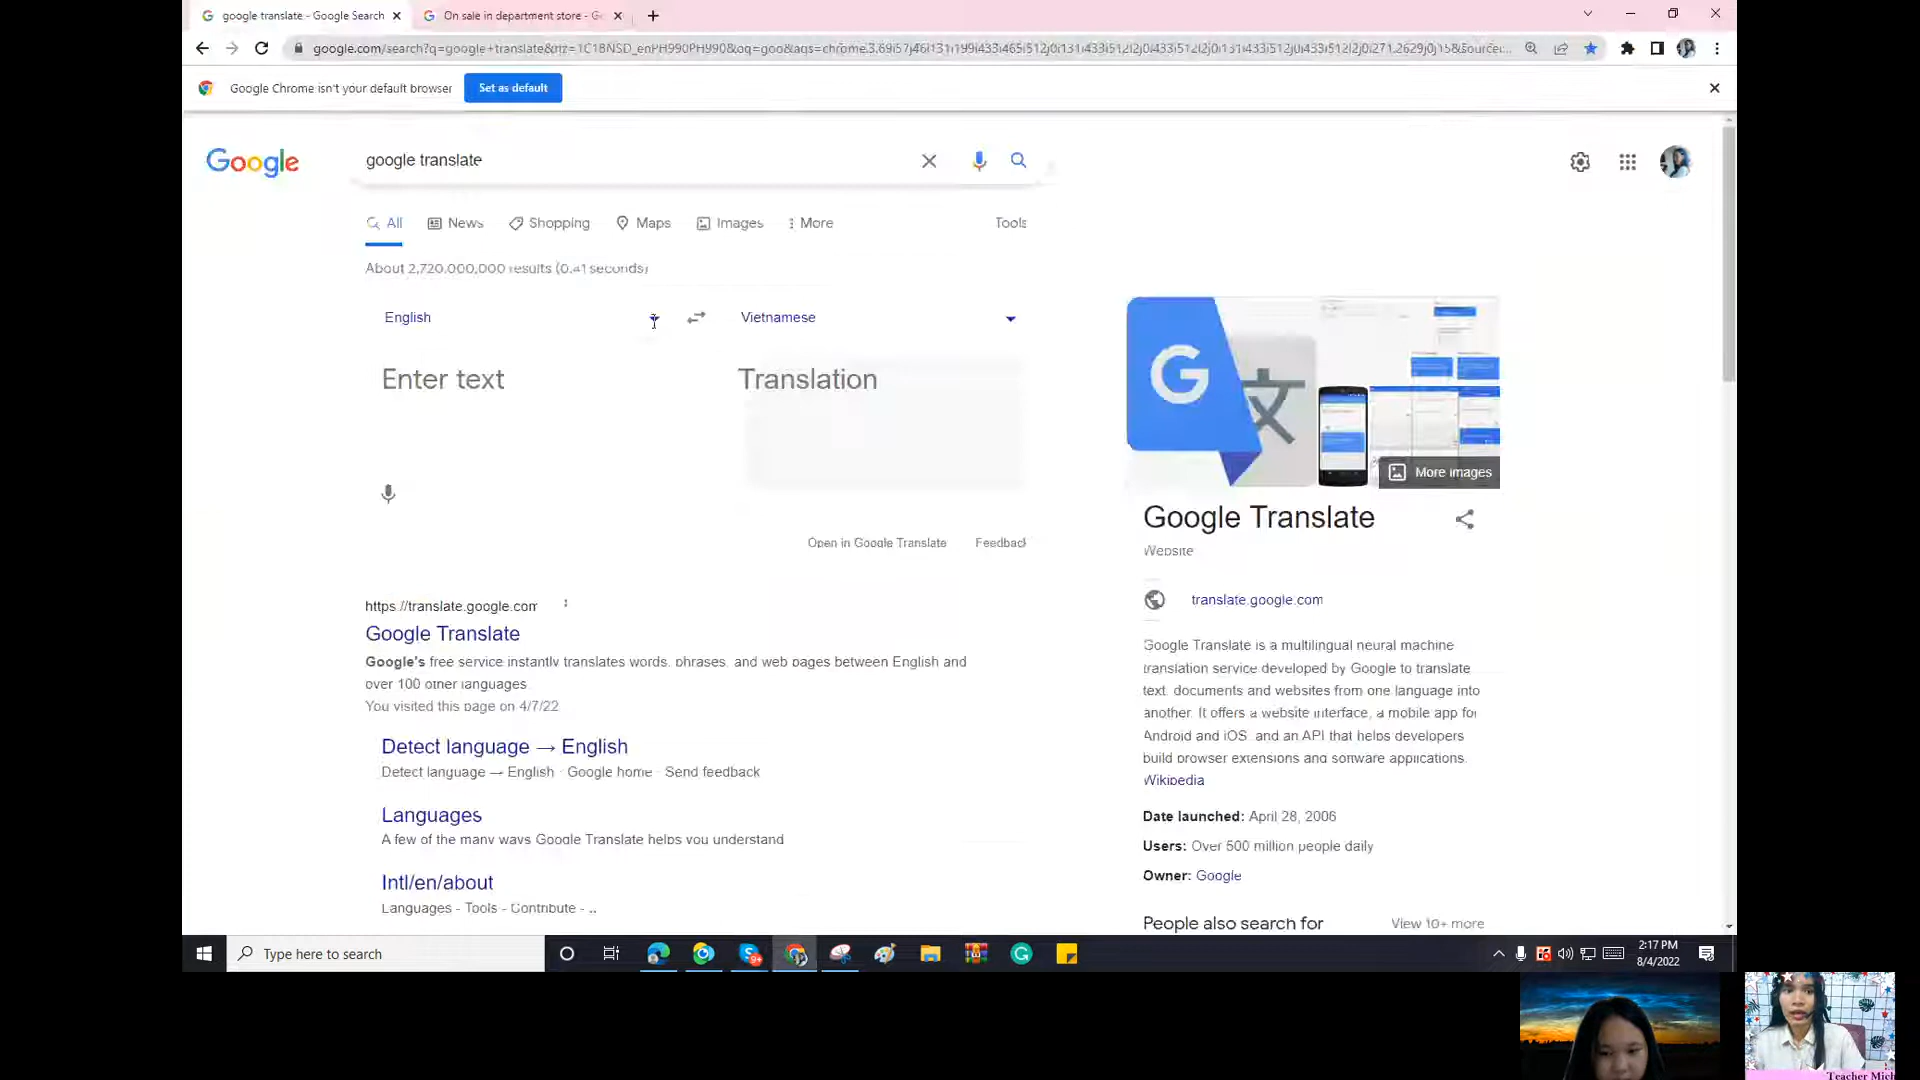 google translate - Google Search
On sale in department store - G
Google Chrome isn't your default browser
Set as default
Google
google translate
All
News
Shopping
Maps
Images
More
Tools
About 2,720,000,000 results (0.41 seconds)
English
Vietnamese
Enter text
Translation
Open in Google Translate
Feedback
https://translate.google.com
Google Translate
Google's free service instantly translates words, phrases, and web pages between English and
over 100 other languages
You visited this page on 4/7/22
Detect language → English
Detect language → English · Google home · Send feedback
Languages
A few of the many ways Google Translate helps you understand
Intl/en/about
Languages - Tools - Contribute - ..
G
文
More images
Google Translate
Website
translate.google.com
Google Translate is a multilingual neural machine
translation service developed by Google to translate
text, documents and websites from one language into
another. It offers a website interface, a mobile app for
Android and iOS, and an API that helps developers
build browser extensions and software applications.
Wikipedia
Date launched: April 28, 2006
Users: Over 500 million people daily
Owner: Google
People also search for
View 10+ more
Type here to search
2:17 PM
8/4/2022
Teacher Mich